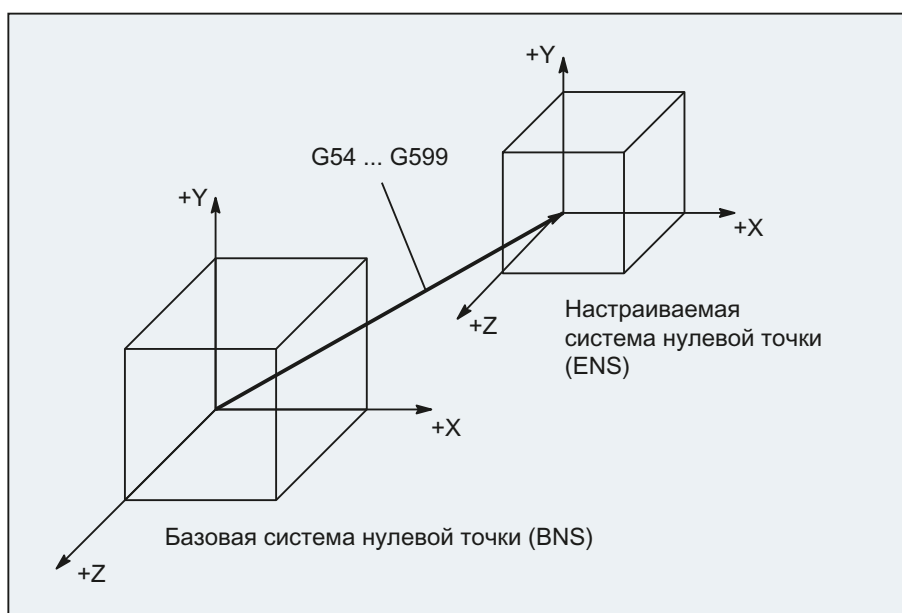 +Y
G54 ... G599
+Y
+X
+Z
Настраиваемая
система нулевой точки
(ENS)
+X
Базовая система нулевой точки (BNS)
+Z